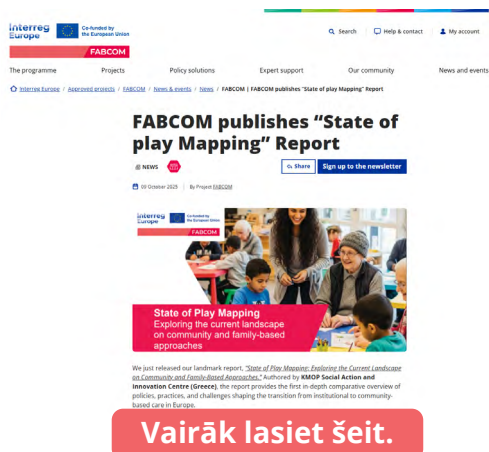 Interreg
Europe
Co-funded by
the European Union
FABCOM
Search
Help & contact
My account
The programme
Projects
Policy solutions
Expert support
Our community
News and events
Interreg Europe / Approved projects / FABCOM / News & events / News / FABCOM | FABCOM publishes "State of play Mapping" Report
FABCOM publishes “State of
play Mapping” Report
NEWS
Share
Sign up to the newsletter
By Project FABCOM
Interreg
Europe
Co-funded by
the European Union
FABCOM
State of Play Mapping
Exploring the current landscape
on community and family-based
approaches
We just released our landmark report, "State of Play Mapping: Exploring the Current Landscape
on Community and Family-Based Approaches." Authored by KMOP Social Action and
Innovation Centre (Greece), the report provides the first in-depth comparative overview of
policies, practices, and challenges shaping the transition from institutional to community-
based care in Europe.
Vairāk lasiet šeit.